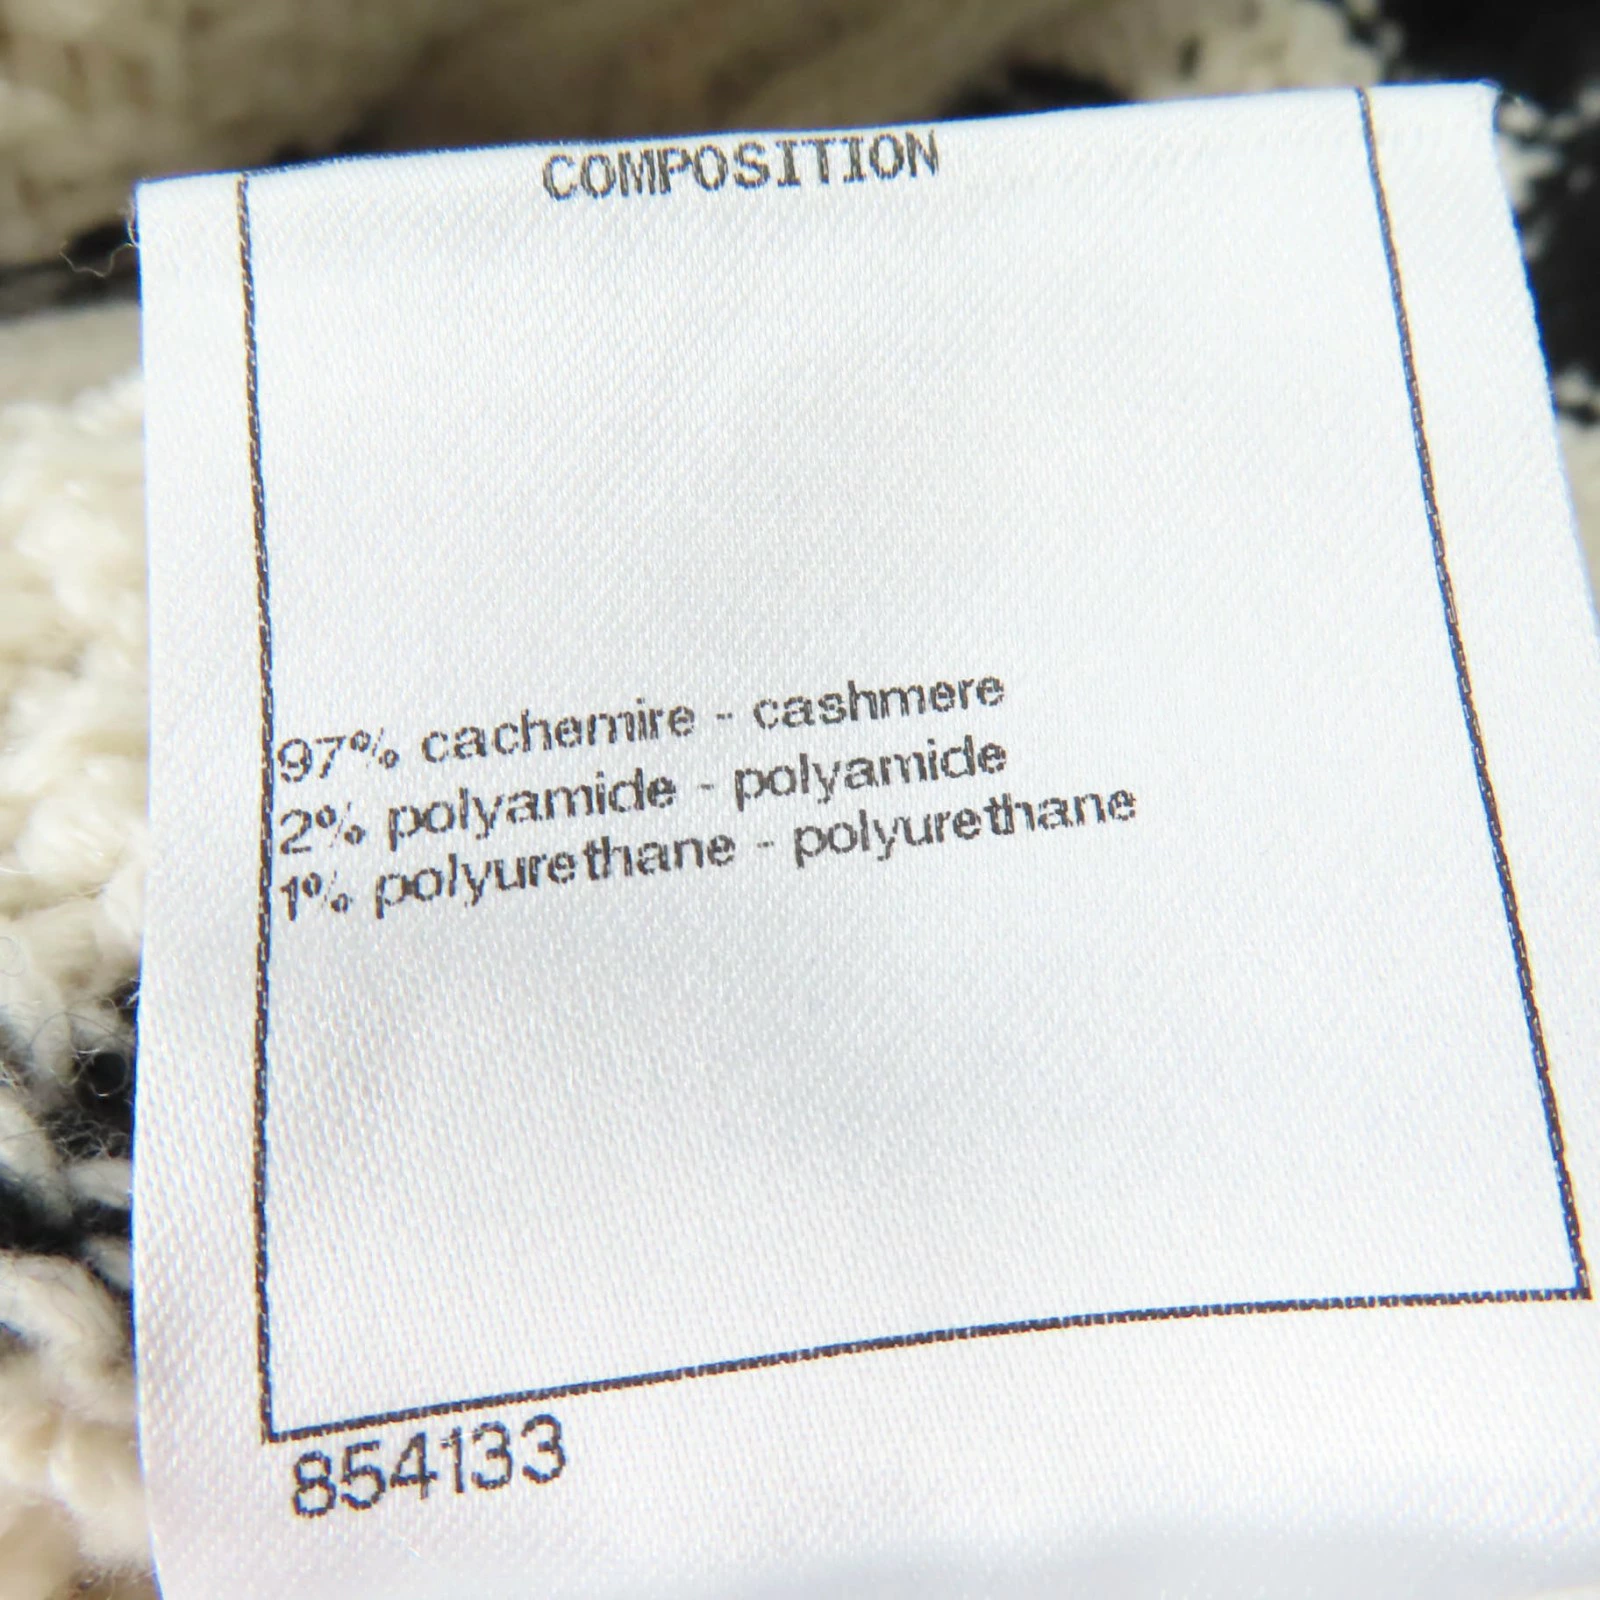 COMPOSITION
97% cachemire - cashmere
2% polyamide - polyamide
1% polyurethane - polyurethane
854133